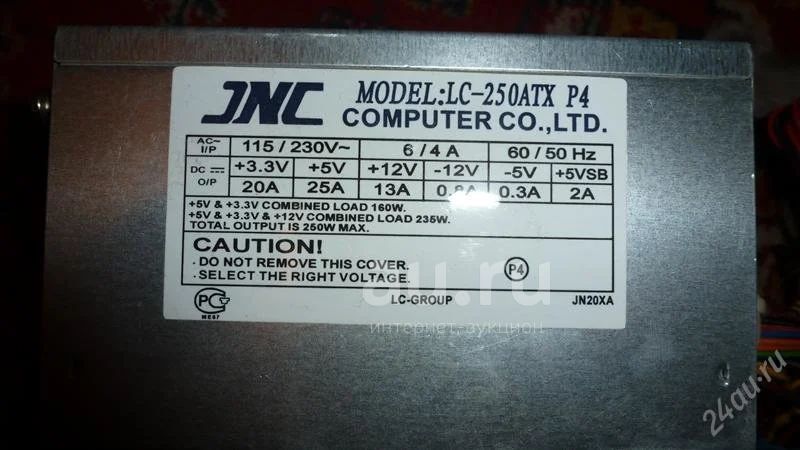 JNC MODEL:LC-250ATX P4
COMPUTER CO.,LTD.
AC~ I/P 115 / 230V~ 6 / 4 A 60 / 50 Hz
DC O/P +3.3V +5V +12V -12V -5V +5VSB
20A 25A 13A 0.8A 0.3A 2A
+5V & +3.3V COMBINED LOAD 160W.
+5V & +3.3V & +12V COMBINED LOAD 235W.
TOTAL OUTPUT IS 250W MAX.
CAUTION!
. DO NOT REMOVE THIS COVER.
. SELECT THE RIGHT VOLTAGE.
P4
au.ru
интернет-аукцион
PC
ME67
LC-GROUP
JN20XA
24au.ru